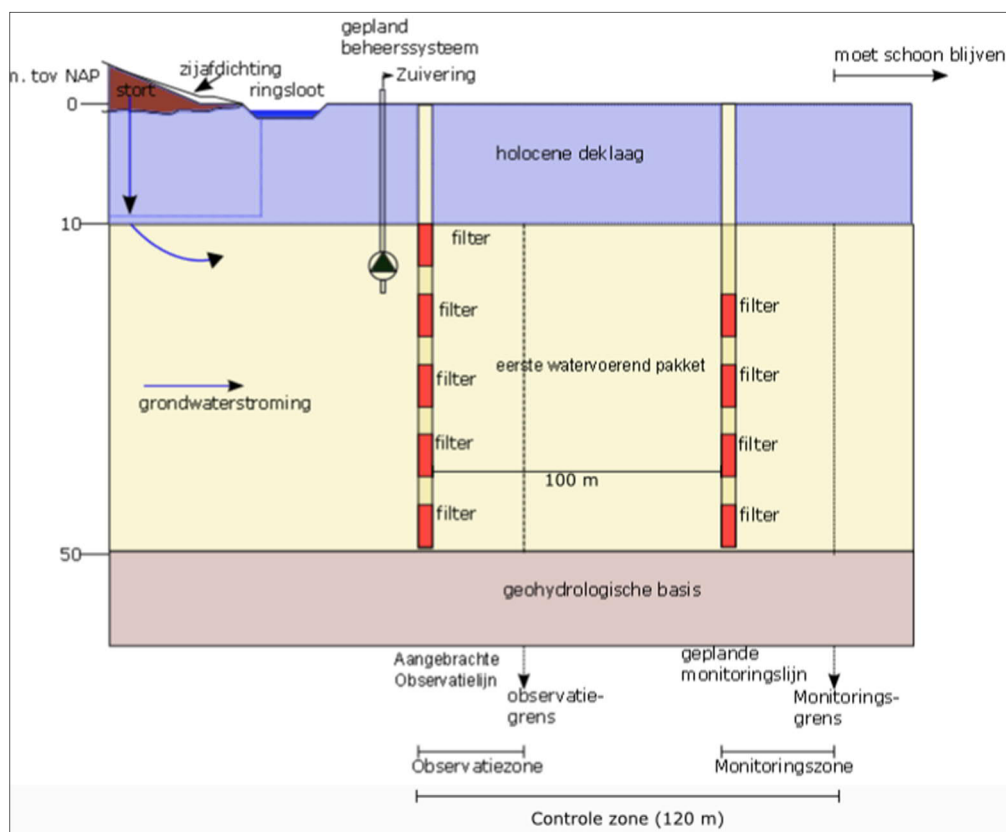 gepland
beheerssysteem
Zuivering
moet schoon blijven
m. tov NAP
zijafdichting
stort
ringsloot
0
holocene deklaag
10
filter
filter
filter
filter
filter
eerste watervoerend pakket
filter
filter
filter
filter
grondwaterstroming
100 m
50
geohydrologische basis
Aangebrachte
Observatielijn
observatie-
grens
geplande
monitoringslijn
Monitorings-
grens
Observatiezone
Monitoringszone
Controle zone (120 m)